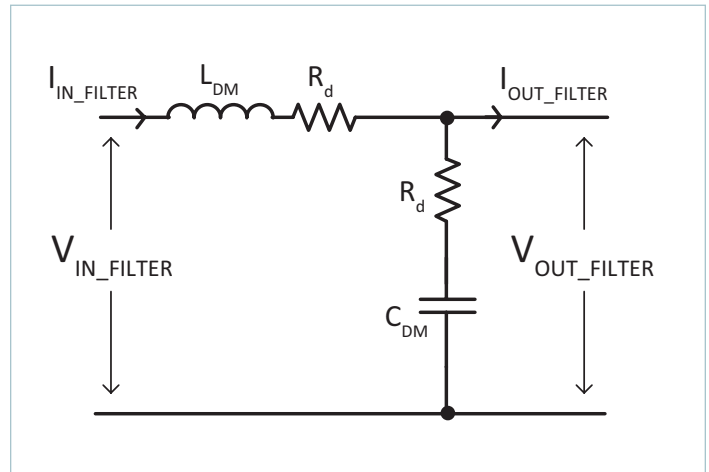 I_IN_FILTER
L_DM
R_d
I_OUT_FILTER
R_d
V_IN_FILTER
V_OUT_FILTER
C_DM